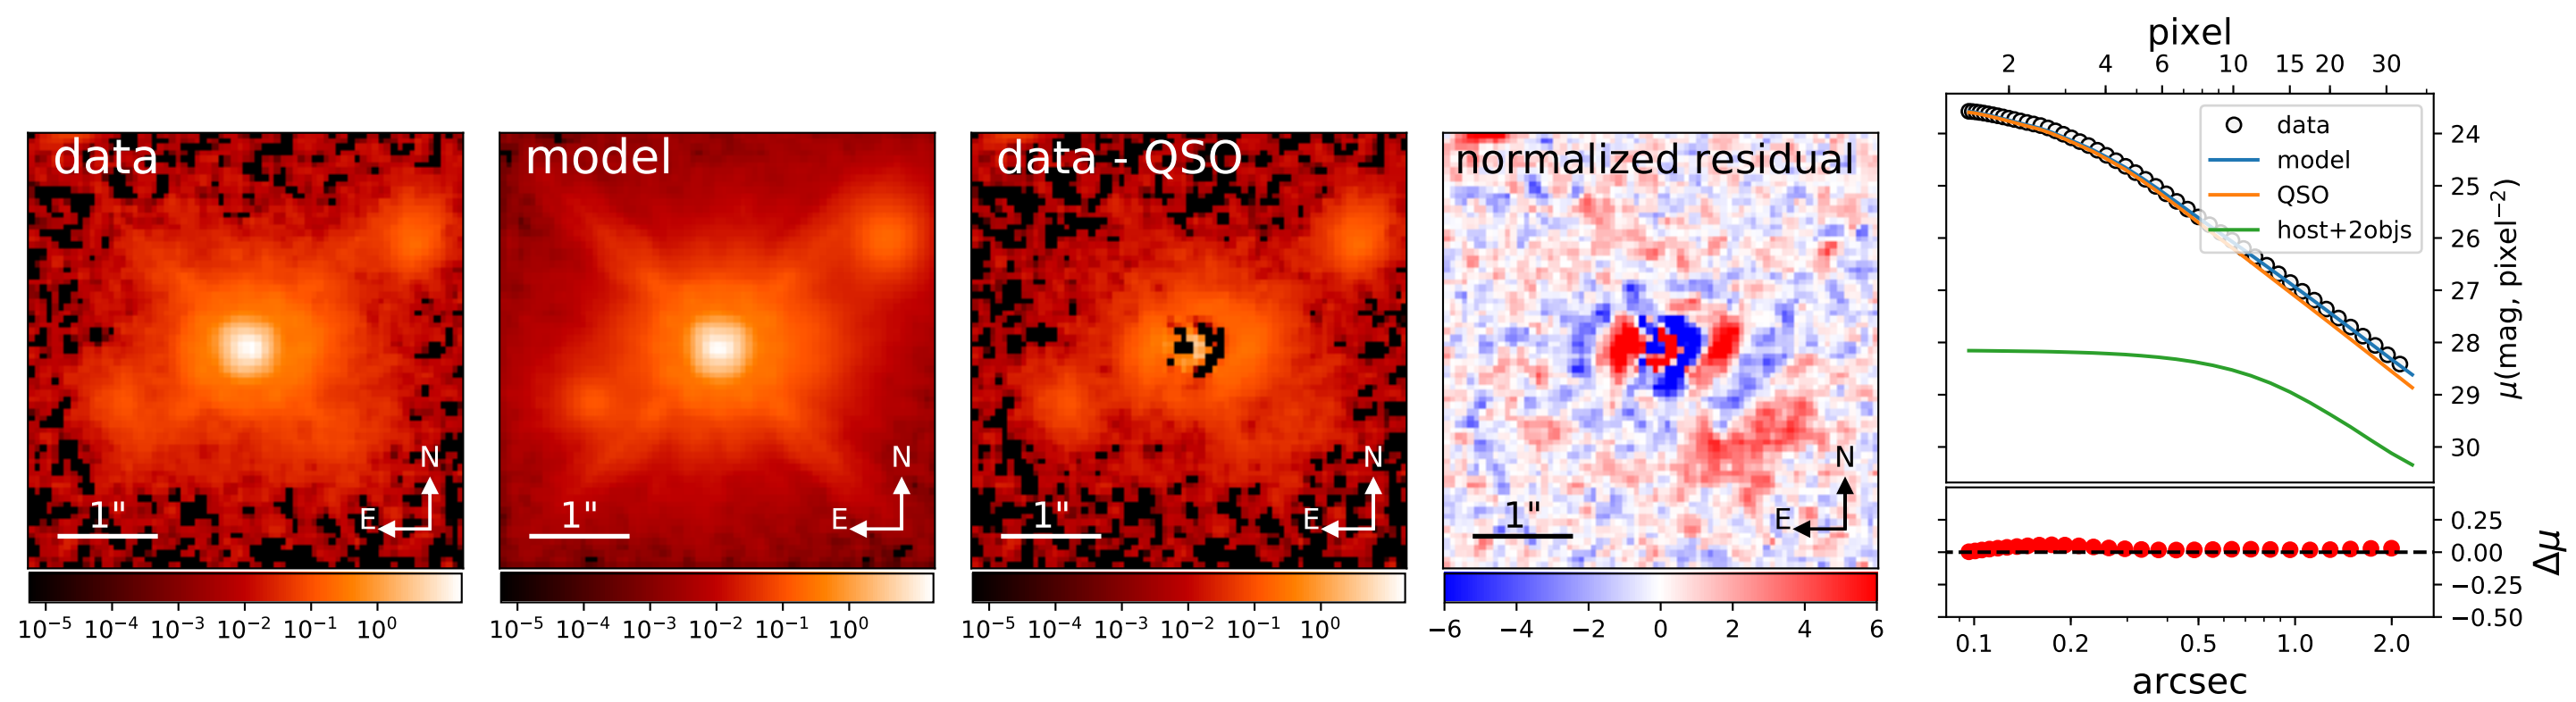 data
N
E
1"
10⁻⁵ 10⁻⁴ 10⁻³ 10⁻² 10⁻¹ 10⁰
model
N
E
1"
10⁻⁵ 10⁻⁴ 10⁻³ 10⁻² 10⁻¹ 10⁰
data - QSO
N
E
1"
10⁻⁵ 10⁻⁴ 10⁻³ 10⁻² 10⁻¹ 10⁰
normalized residual
N
E
1"
−6 −4 −2 0 2 4 6
pixel
2 4 6 10 15 20 30
data
model
QSO
host+2objs
24
25
26
27
28
29
30
μ(mag, pixel⁻²)
0.25
0.00
−0.25
−0.50
Δμ
0.1 0.2 0.5 1.0 2.0
arcsec